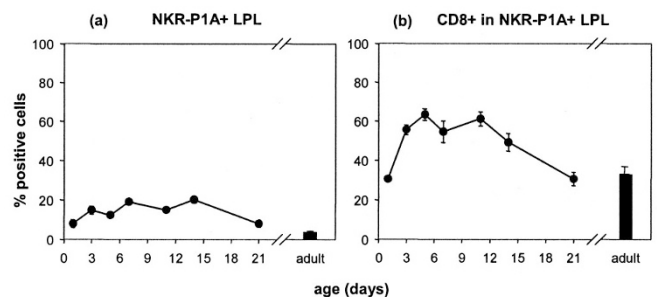 (a) NKR-P1A+ LPL
(b) CD8+ in NKR-P1A+ LPL
% positive cells
100
80
60
40
20
0
0 3 6 9 12 15 18 21 adult
100
80
60
40
20
0
0 3 6 9 12 15 18 21 adult
age (days)